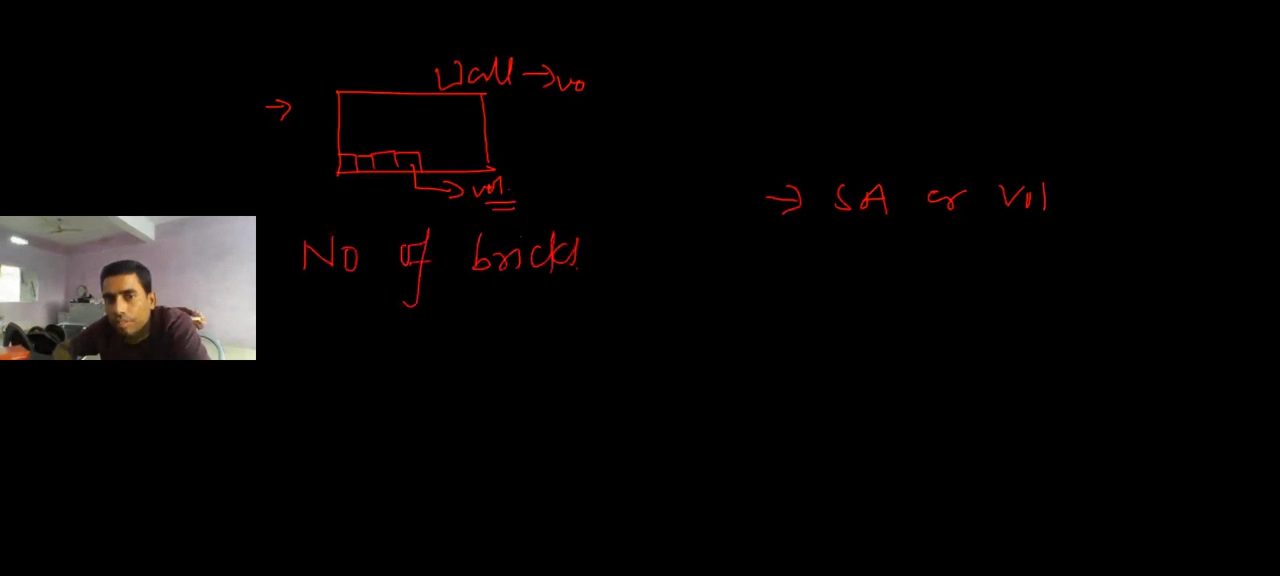 Wall → vo
→
→ vol.
→ SA or Vol
No of bricks